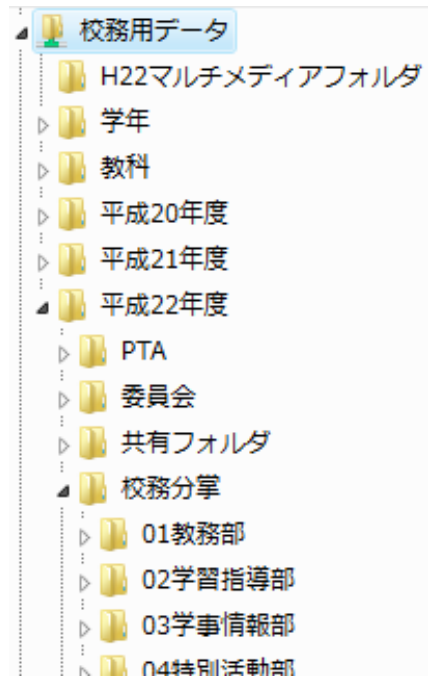 校務用データ
H22マルチメディアフォルダ
学年
教科
平成20年度
平成21年度
平成22年度
PTA
委員会
共有フォルダ
校務分掌
01教務部
02学習指導部
03学事情報部
04特別活動部